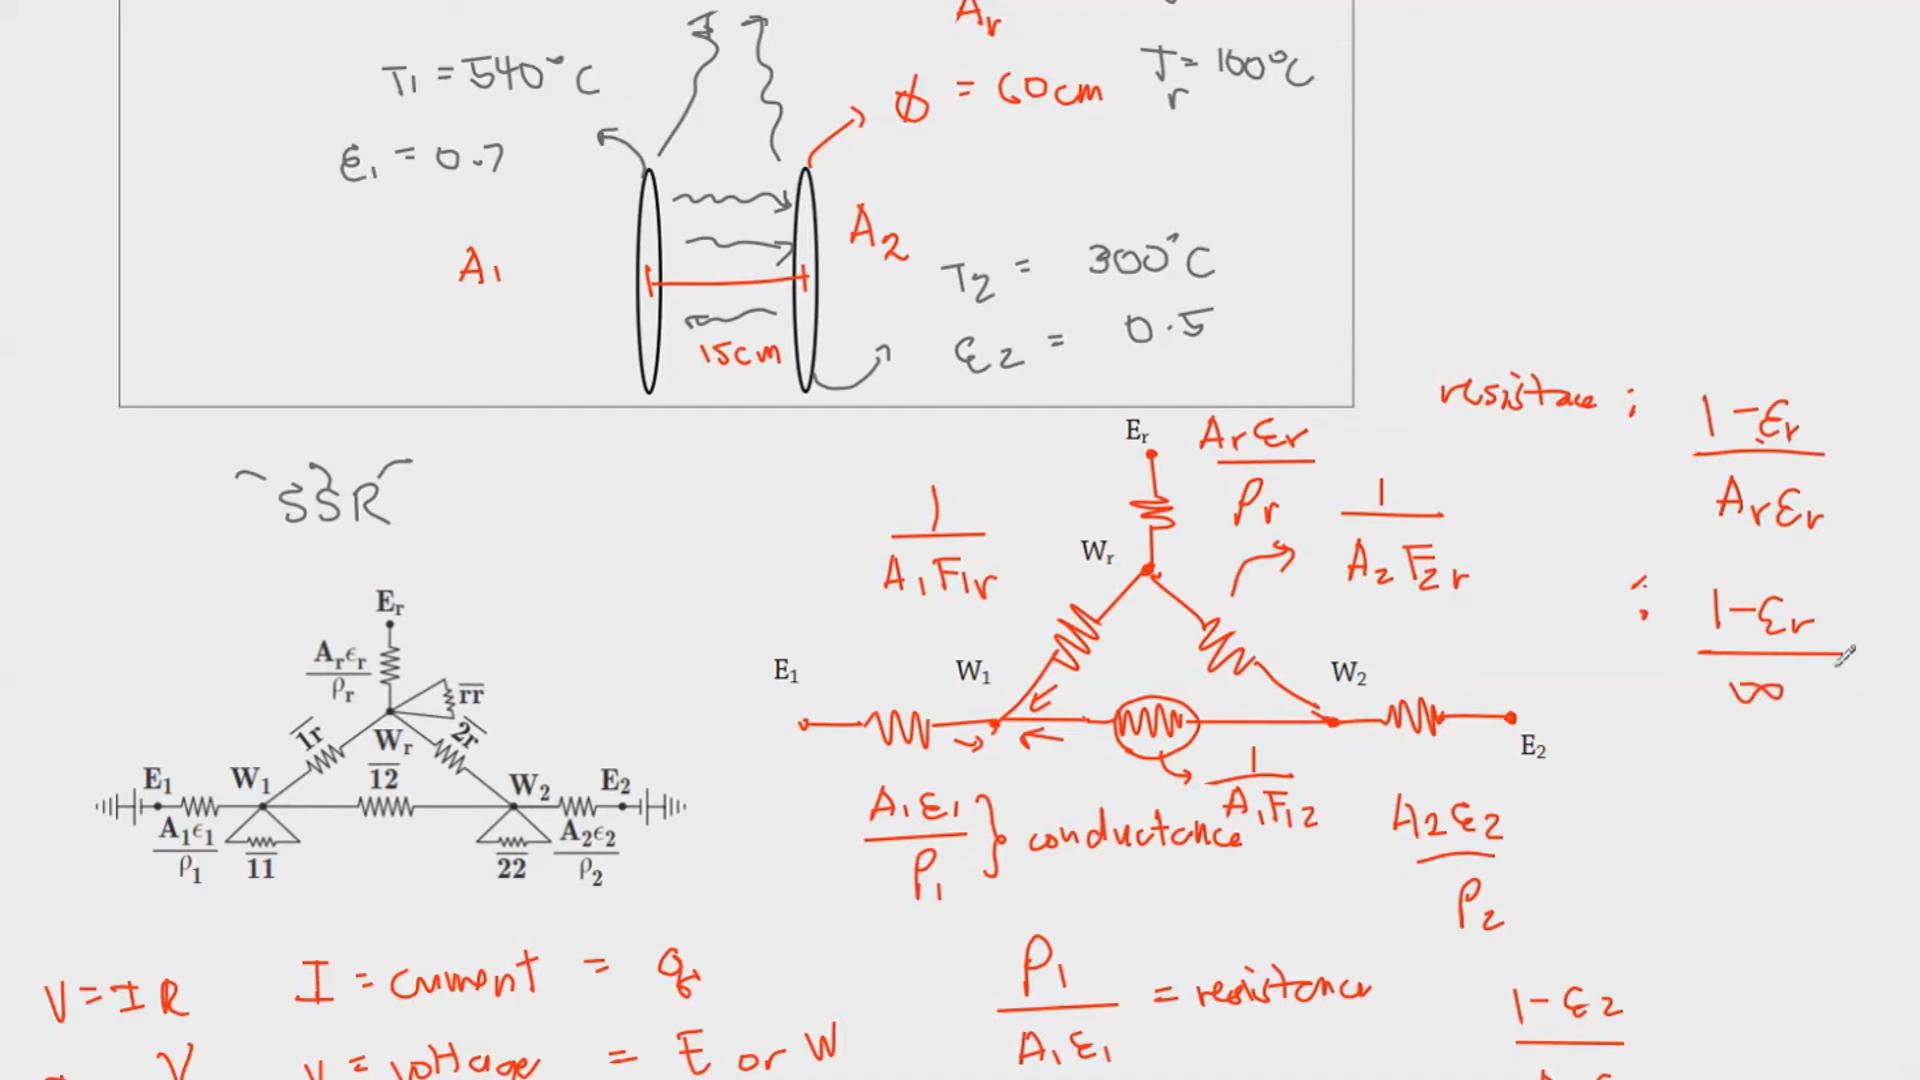 Ar
T1 = 540°C
Tr = 100°C
ϕ = 60cm
ε1 = 0.7
A1
A2
T2 = 300°C
15cm
ε2 = 0.5
resistace : 1-εr / Arεr
Er
Arεr / ρr
SSR
1 / A1F1r
1 / A2F2r
Wr
: 1-εr / ∞
E1
W1
W2
E2
1 / A1F12
A1ε1 / ρ1 } conductance
A2ε2 / ρ2
Er
Arεr / ρr
rr
1r
Wr
2r
12
E1
W1
W2
E2
A1ε1 / ρ1
11
22
A2ε2 / ρ2
V = IR
I = current = q
ρ1 / A1ε1 = resistance
V = voltage = E or W
1-ε2